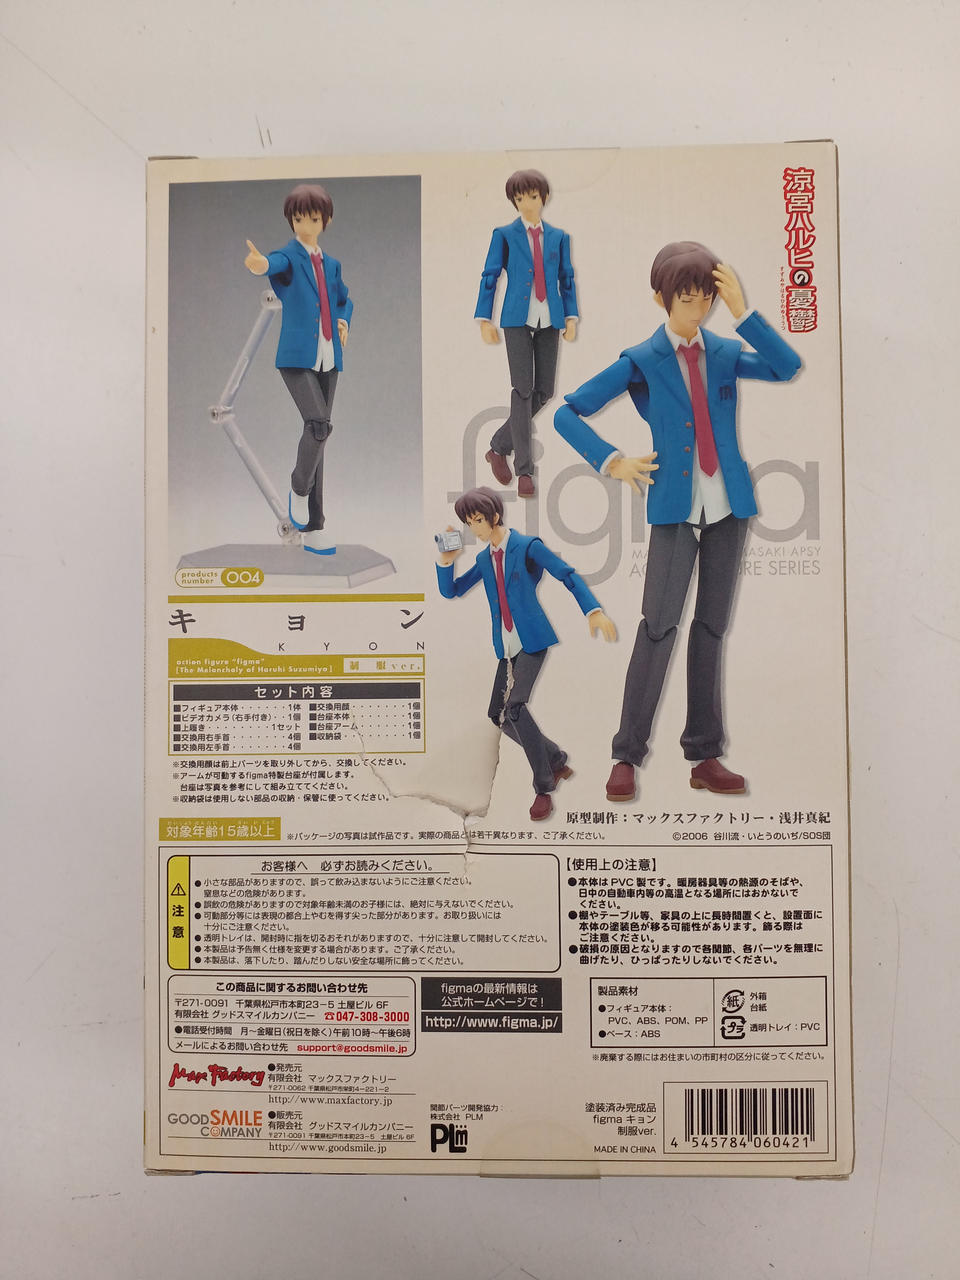 涼宮ハルヒの憂鬱
すずみやはるひのゆううつ
figma
ACTION FIGURE SERIES
products number 004
キョン
KYON
action figure "figma"
[The Melancholy of Haruhi Suzumiya]
制服ver.
セット内容
■フィギュア本体・・・・・・1体
■ビデオカメラ(右手付き)・・1個
■上履き・・・・・・・・1セット
■交換用右手首・・・・・・4個
■交換用左手首・・・・・・4個
■交換用顔・・・・・・・1個
■台座本体・・・・・・・1個
■台座アーム・・・・・・1個
■収納袋・・・・・・・・1個
※交換用顔は前上パーツを取り外してから、交換してください。
※アームが可動するfigma特製台座が付属します。
台座は写真を参考にして組み立ててください。
※収納袋は使用しない部品の収納・保管に使ってください。
対象年齢15歳以上
※パッケージの写真は試作品です。実際の商品とは若干異なります、ご了承ください。
原型制作：マックスファクトリー・浅井真紀
©2006 谷川流・いとうのいぢ/SOS団
注意
お客様へ 必ずお読みください。
●小さな部品がありますので、誤って飲み込まないようにご注意ください。
窒息などの危険があります。
●誤飲の危険がありますので対象年齢未満のお子様には、絶対に与えないでください。
●可動部分等には表現の都合上やむを得ず尖った部分があります。お取り扱いには
十分にご注意ください。
●透明トレイは、開封時に指を切るおそれがありますので、十分に注意して開封してください。
●本製品は予告無く仕様を変更する場合があります。ご了承ください。
●本製品は、落下したり、踏んだりしない安全な場所に飾ってください。
【使用上の注意】
●本体はPVC製です。暖房器具等の熱源のそばや、
日中の自動車内等の高温となる場所にはおかないで
ください。
●棚やテーブル等、家具の上に長時間置くと、設置面に
本体の塗装色が移る可能性があります。飾る際は
ご注意ください。
●破損の原因となりますので各関節、各パーツを無理に
曲げたり、ひっぱったりしないでください。
この商品に関するお問い合わせ先
〒271-0091 千葉県松戸市本町23-5 土屋ビル 6F
有限会社 グッドスマイルカンパニー ☎047-308-3000
●電話受付時間 月〜金曜日(祝日を除く)午前10時〜午後6時
メールによるお問い合わせ先 support@goodsmile.jp
figmaの最新情報は
公式ホームページで！
http://www.figma.jp/
製品素材
●フィギュア本体：
PVC、ABS、POM、PP
●ベース：ABS
紙
外箱
台紙
プラ
透明トレイ：PVC
※廃棄する際にはお住まいの市町村の区分に従ってください。
Max Factory
●発売元
有限会社 マックスファクトリー
〒271-0062 千葉県松戸市栄町4-221-2
http://www.maxfactory.jp
GOOD SMILE COMPANY
●販売元
有限会社 グッドスマイルカンパニー
〒271-0091 千葉県松戸市本町23-5 土屋ビル 6F
http://www.goodsmile.jp
関節パーツ開発協力：
株式会社 PLM
PLM
塗装済み完成品
figma キョン
制服ver.
MADE IN CHINA
4 545784 060421